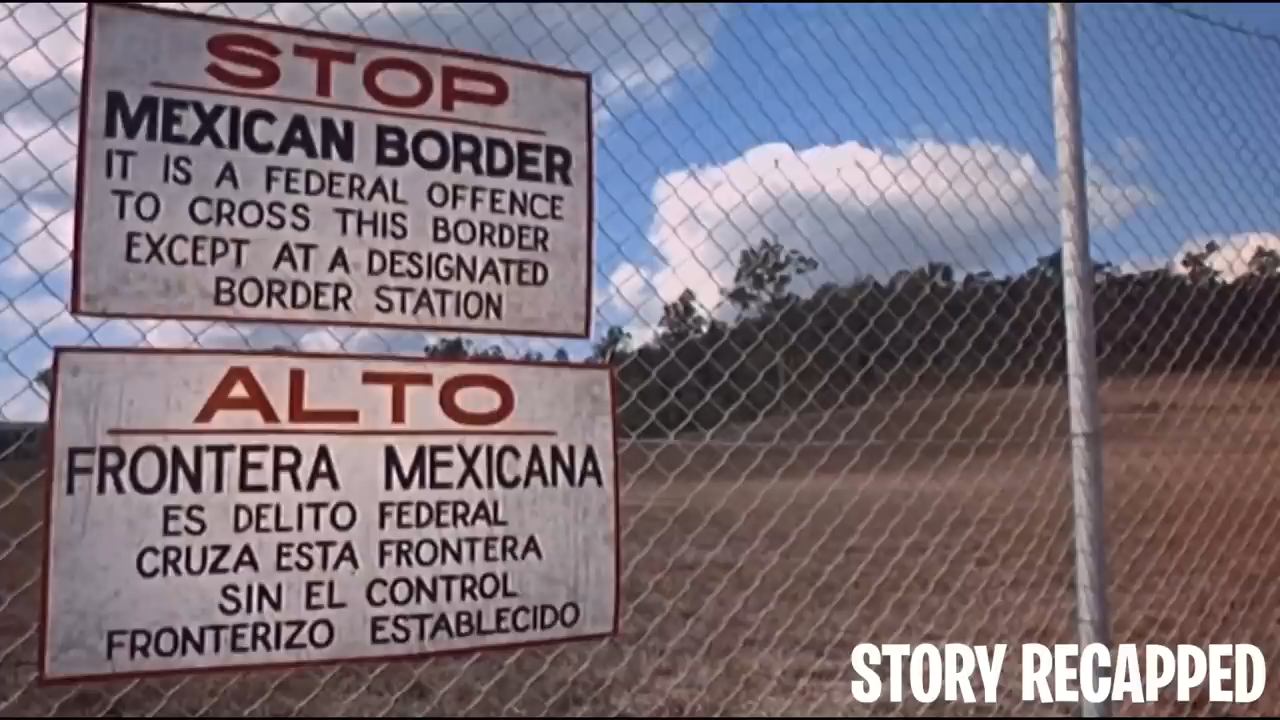 STOP
MEXICAN BORDER
IT IS A FEDERAL OFFENCE
TO CROSS THIS BORDER
EXCEPT AT A DESIGNATED
BORDER STATION
ALTO
FRONTERA MEXICANA
ES DELITO FEDERAL
CRUZA ESTA FRONTERA
SIN EL CONTROL
FRONTERIZO ESTABLECIDO
STORY RECAPPED